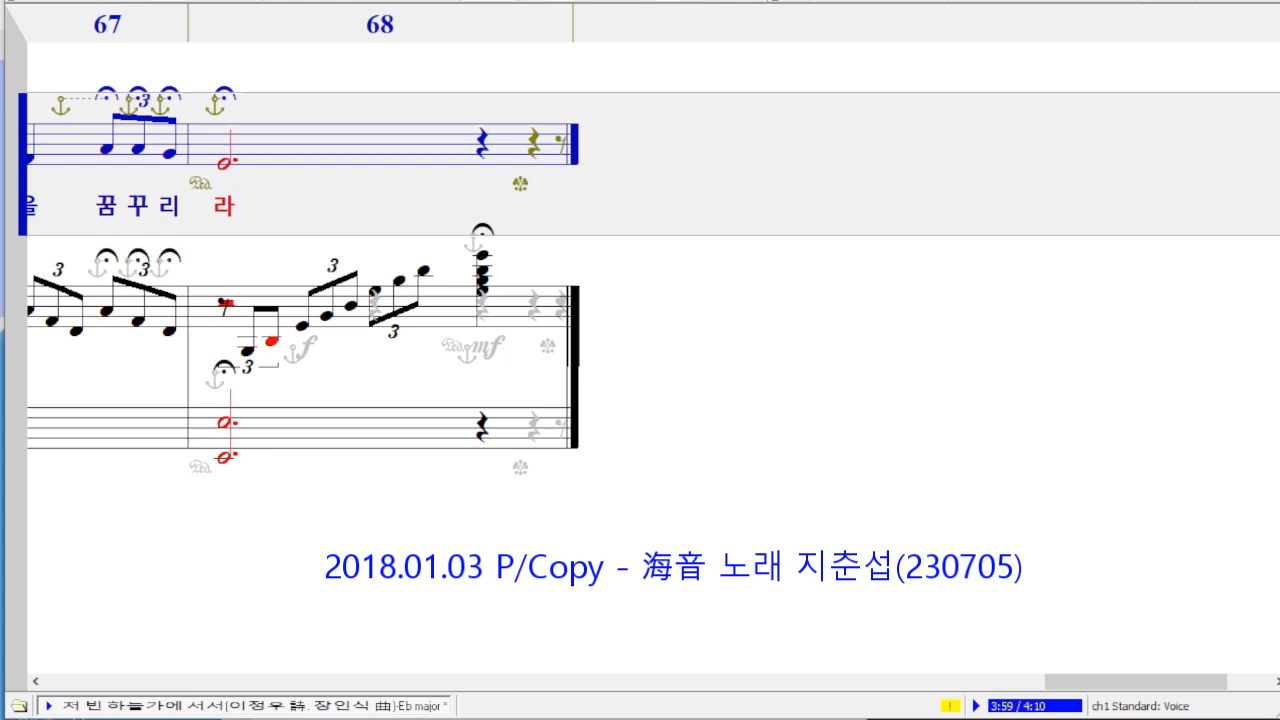 67 68
3
을 꿈 꾸 리 라
3 3 3
f mf
3
3
2018.01.03 P/Copy - 海音 노래 지춘섭(230705)
저 빈 하늘가에 서서(이정우 詩, 장인식 曲)-Eb major* ! 3:59 / 4:10 ch1 Standard: Voice